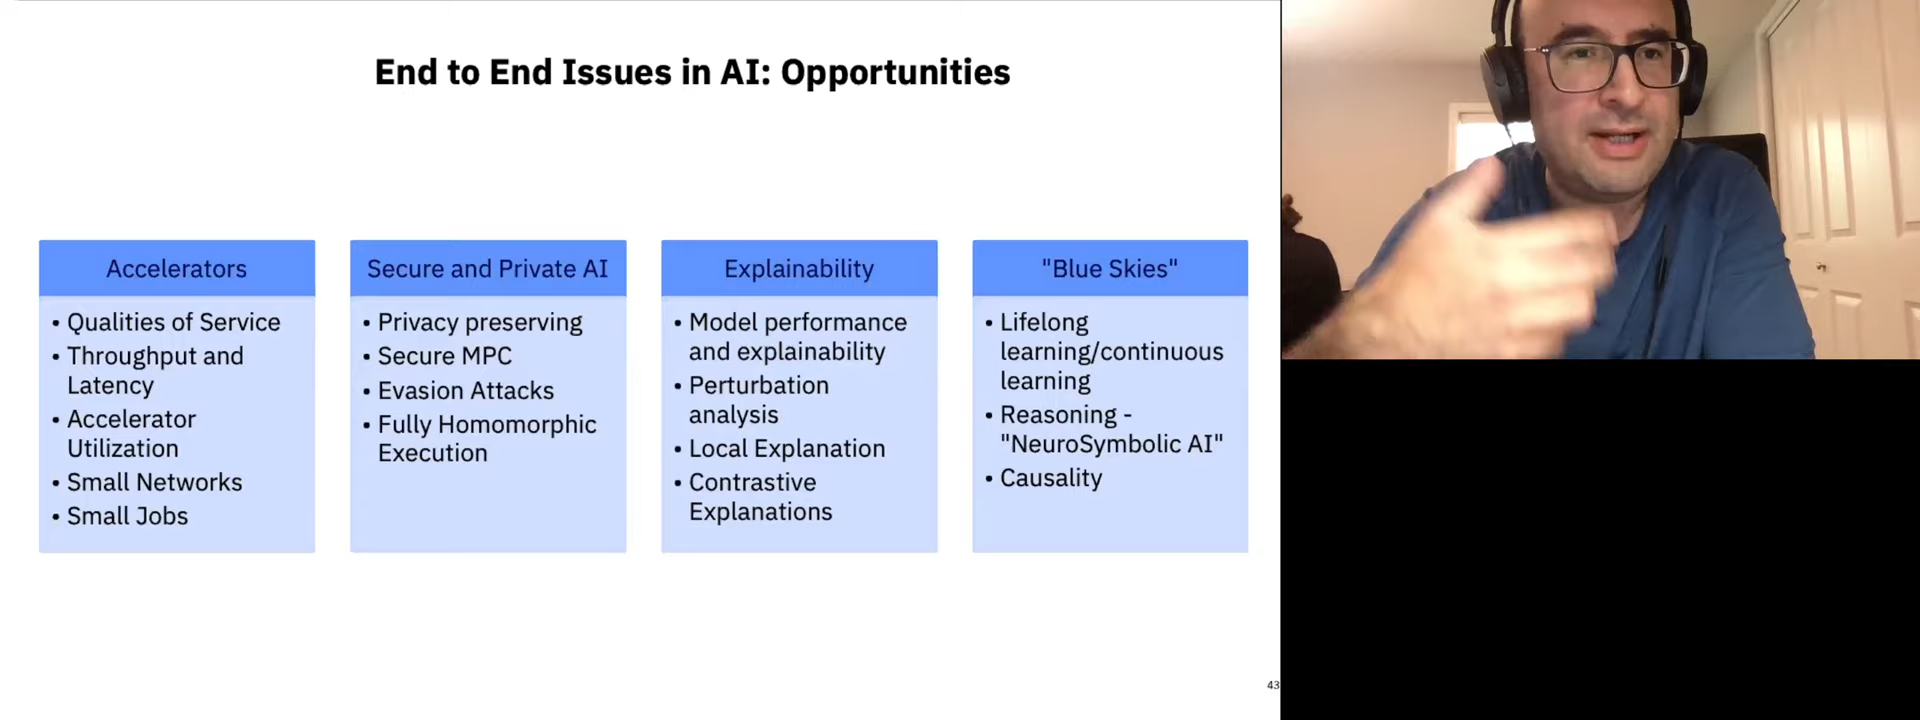 End to End Issues in AI: Opportunities
Accelerators
• Qualities of Service
• Throughput and
Latency
• Accelerator
Utilization
• Small Networks
• Small Jobs
Secure and Private AI
• Privacy preserving
• Secure MPC
• Evasion Attacks
• Fully Homomorphic
Execution
Explainability
• Model performance
and explainability
• Perturbation
analysis
• Local Explanation
• Contrastive
Explanations
"Blue Skies"
• Lifelong
learning/continuous
learning
• Reasoning -
"NeuroSymbolic AI"
• Causality
43